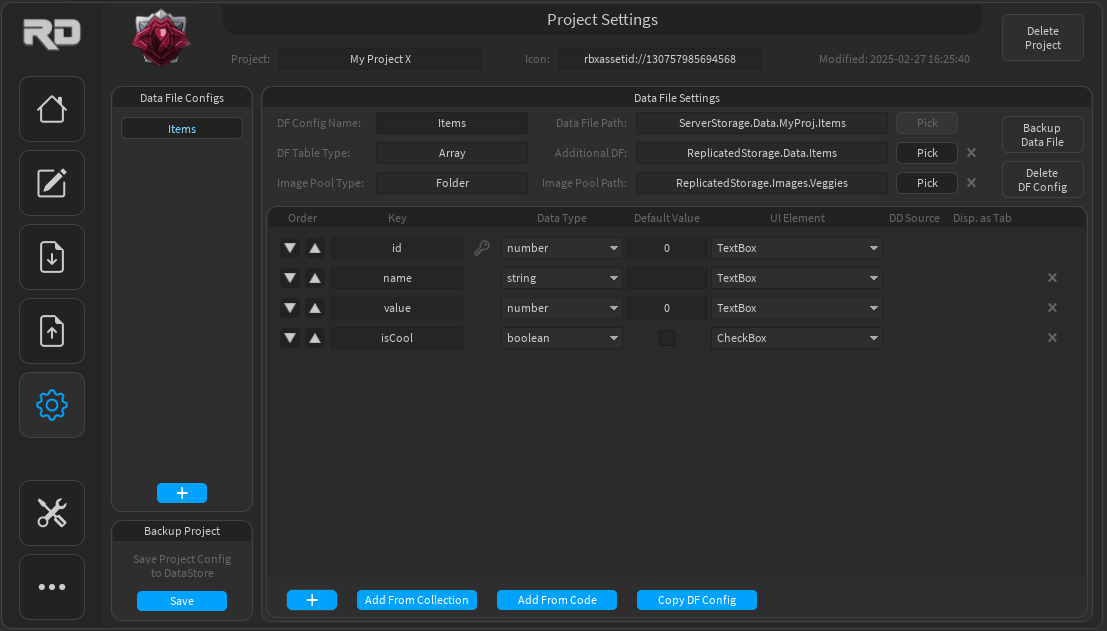 RD
Project Settings
Delete
Project
Project:
My Project X
Icon:
rbxassetid://130757985694568
Modified: 2025-02-27 16:25:40
Data File Configs
Items
Data File Settings
DF Config Name:
Items
Data File Path:
ServerStorage.Data.MyProj.Items
Pick
Backup
Data File
DF Table Type:
Array
Additional DF:
ReplicatedStorage.Data.Items
Pick
Image Pool Type:
Folder
Image Pool Path:
ReplicatedStorage.Images.Veggies
Pick
Delete
DF Config
Order
Key
Data Type
Default Value
UI Element
DD Source
Disp. as Tab
id
number
0
TextBox
name
string
TextBox
value
number
0
TextBox
isCool
boolean
CheckBox
Backup Project
Save Project Config
to DataStore
Save
Add From Collection
Add From Code
Copy DF Config